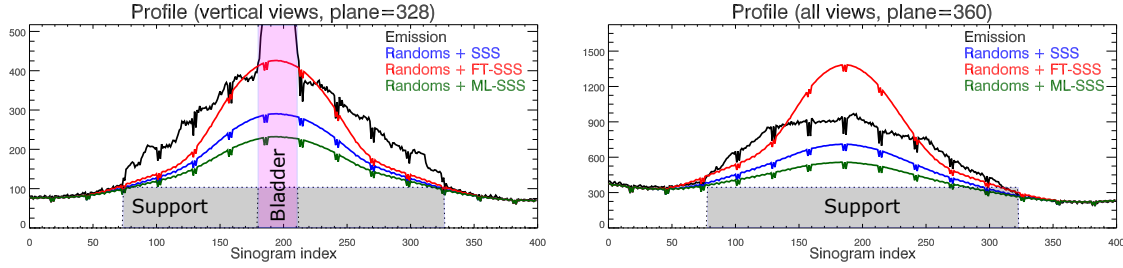 Profile (vertical views, plane=328)
Emission
Randoms + SSS
Randoms + FT-SSS
Randoms + ML-SSS
500
400
300
200
100
0
Support
Bladder
0 50 100 150 200 250 300 350 400
Sinogram index
Profile (all views, plane=360)
Emission
Randoms + SSS
Randoms + FT-SSS
Randoms + ML-SSS
1500
1200
900
600
300
0
Support
0 50 100 150 200 250 300 350 400
Sinogram index